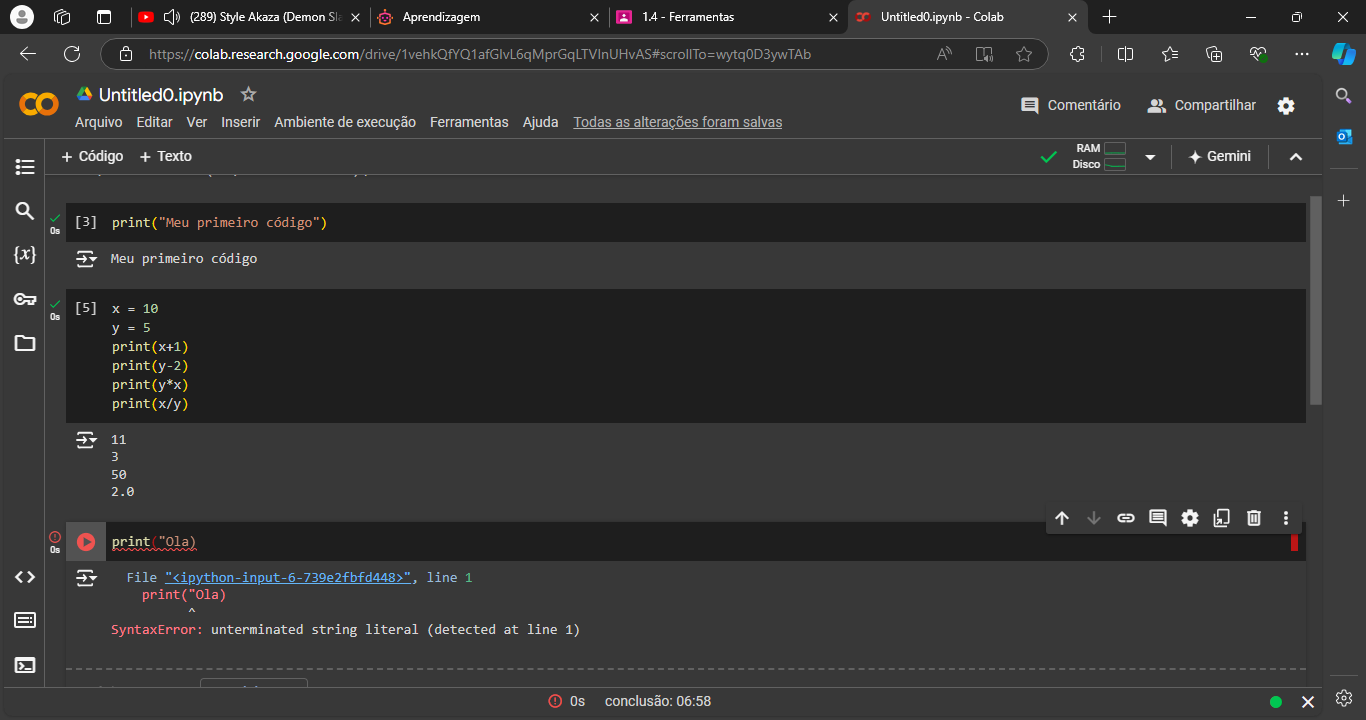 (289) Style Akaza (Demon Sla
Aprendizagem
1.4 - Ferramentas
Untitled0.ipynb - Colab
https://colab.research.google.com/drive/1vehkQfYQ1afGlvL6qMprGqLTVInUHvAS#scrollTo=wytq0D3ywTAb
Untitled0.ipynb
Comentário
Compartilhar
Arquivo Editar Ver Inserir Ambiente de execução Ferramentas Ajuda Todas as alterações foram salvas
+ Código + Texto
RAM
Disco
Gemini
0s
[3] print("Meu primeiro código")
Meu primeiro código
0s
[5] x = 10
y = 5
print(x+1)
print(y-2)
print(y*x)
print(x/y)
11
3
50
2.0
0s
print("Ola)
File "<ipython-input-6-739e2fbfd448>", line 1
print("Ola)
^
SyntaxError: unterminated string literal (detected at line 1)
0s conclusão: 06:58